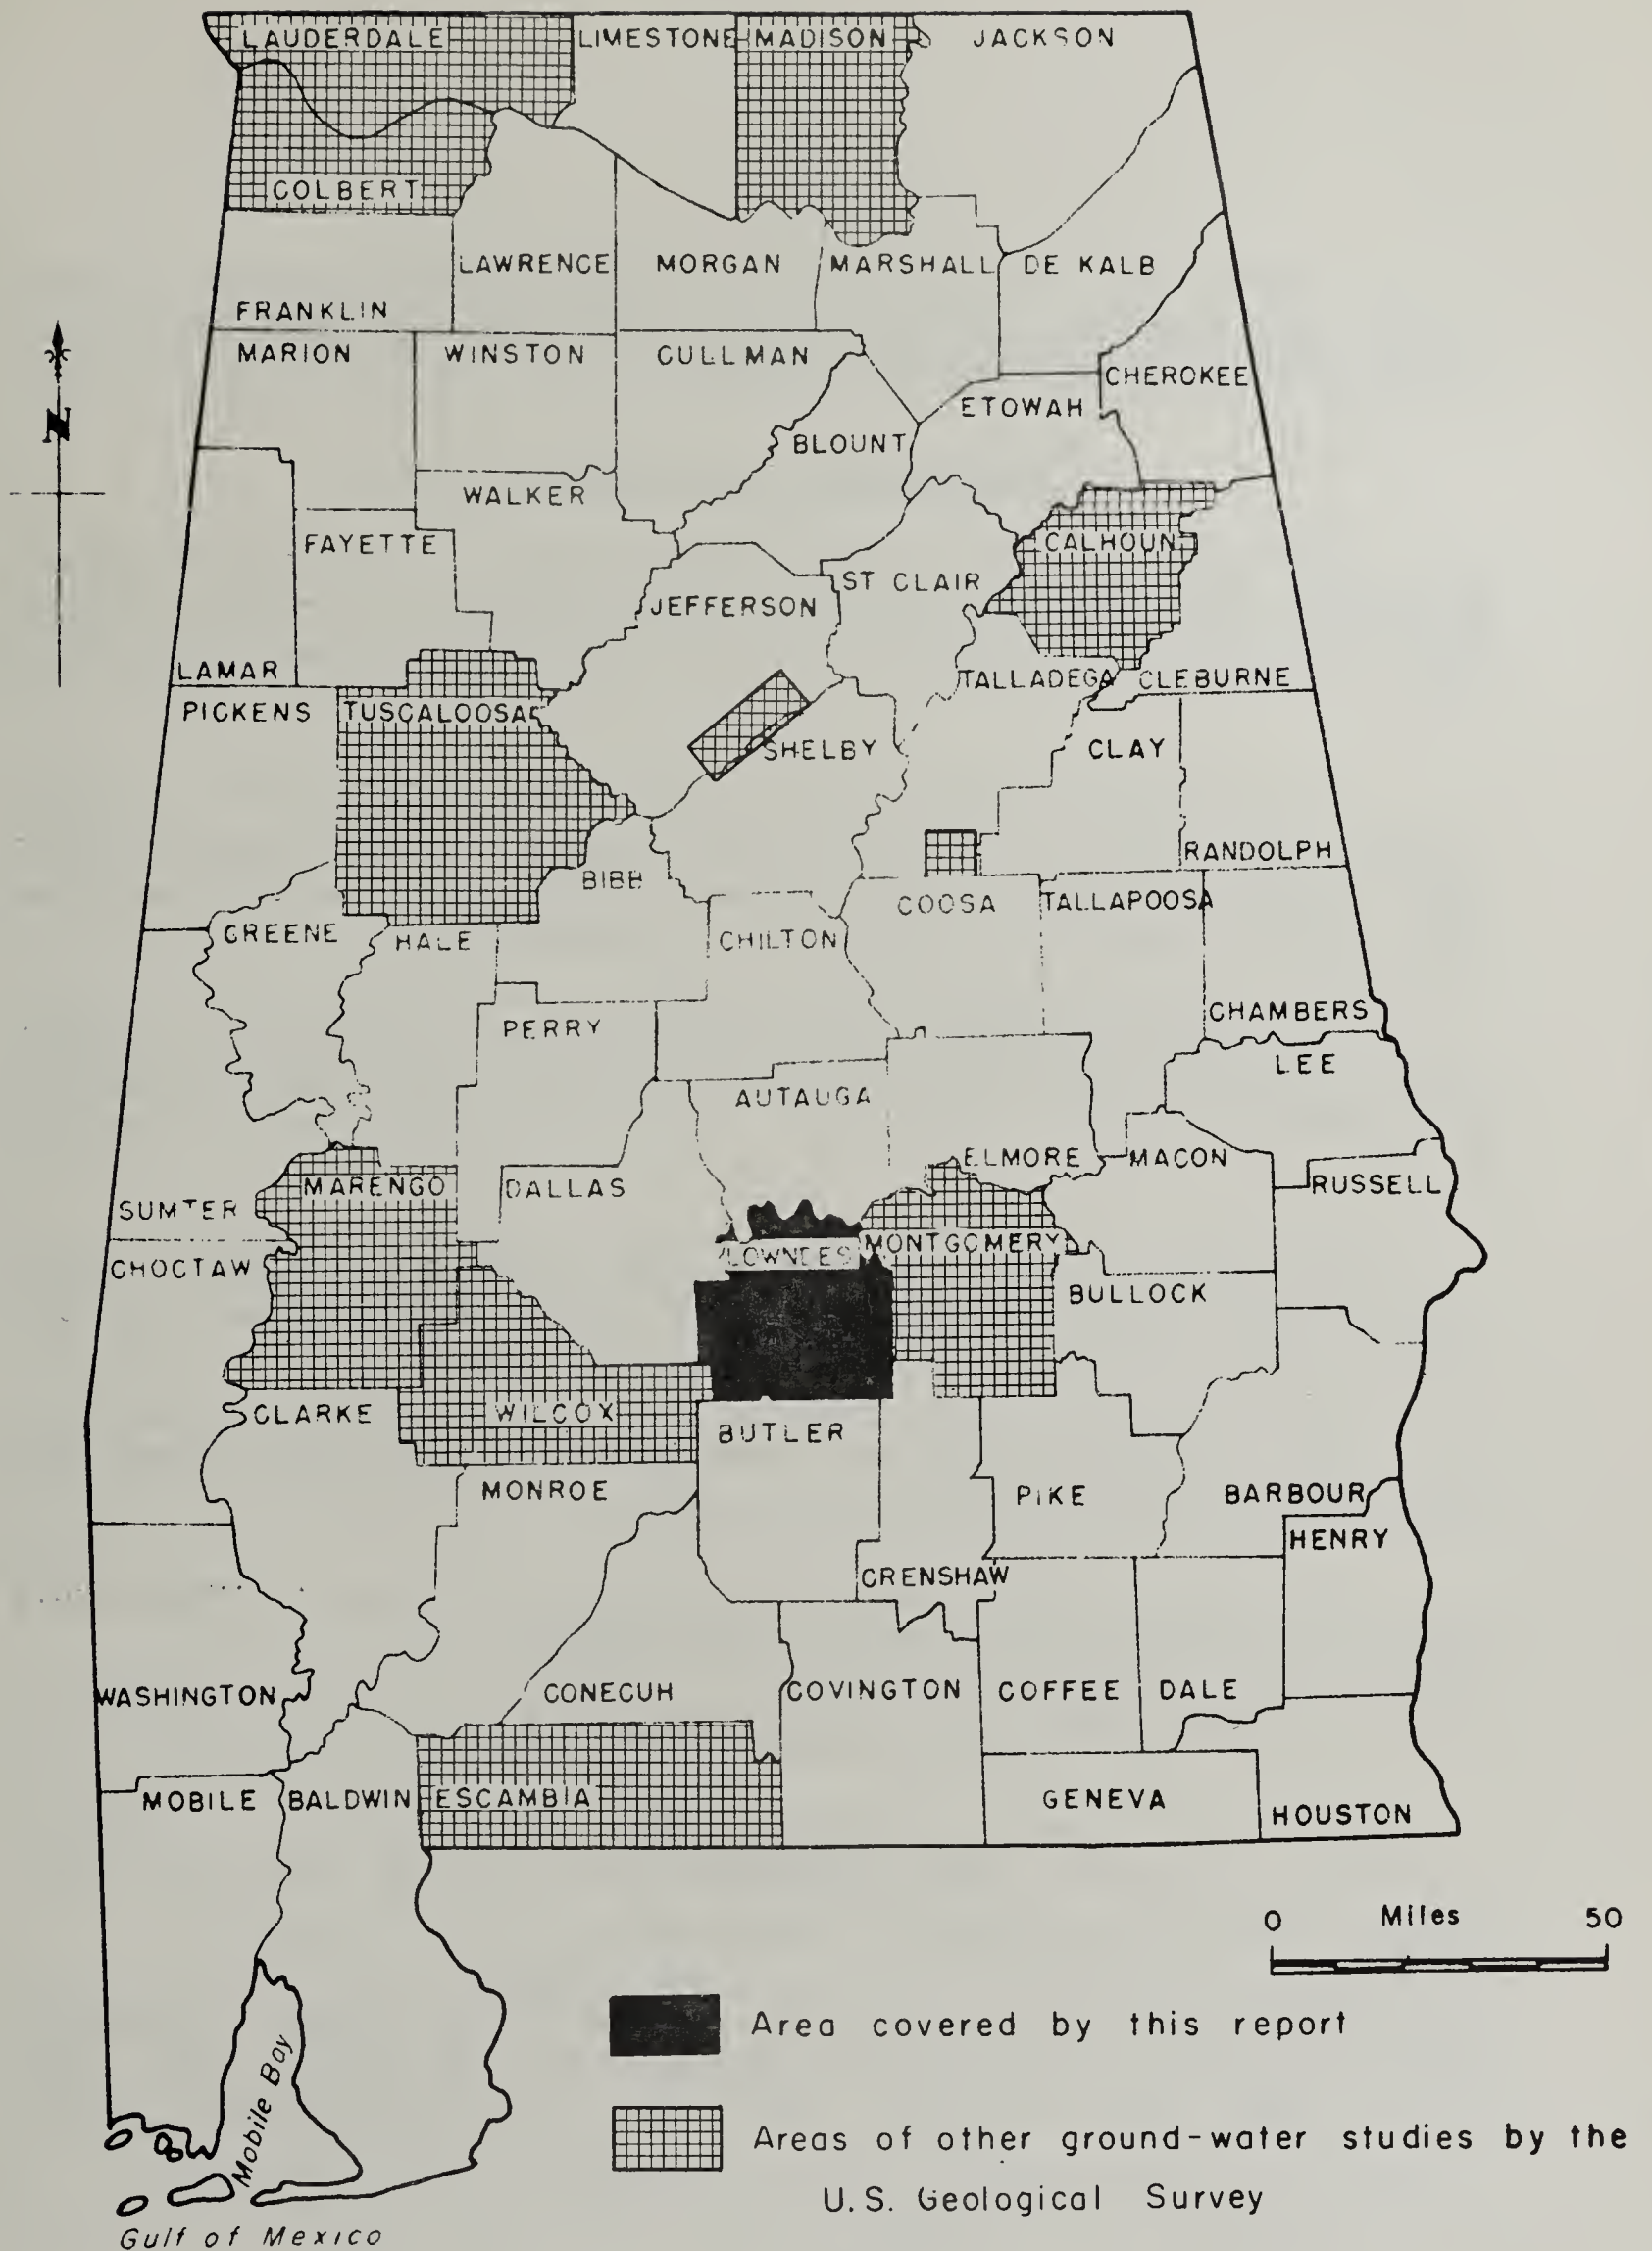 LAUDERDALE LIMESTONE MADISON JACKSON
COLBERT
LAWRENCE MORGAN MARSHALL DE KALB
FRANKLIN
MARION WINSTON CULLMAN
CHEROKEE
ETOWAH
BLOUNT
N
WALKER
FAYETTE CALHOUN
ST CLAIR
JEFFERSON
LAMAR TALLADEGA CLEBURNE
PICKENS TUSCALOOSA
SHELBY CLAY
RANDOLPH
BIBB
COOSA TALLAPOOSA
GREENE HALE CHILTON
CHAMBERS
PERRY
LEE
AUTAUGA
ELMORE MACON
MARENGO DALLAS RUSSELL
SUMTER
LOWNDES MONTGOMERY
CHOCTAW
BULLOCK
CLARKE WILCOX
BUTLER
MONROE PIKE BARBOUR
HENRY
CRENSHAW
WASHINGTON CONECUH COVINGTON COFFEE DALE
MOBILE BALDWIN ESCAMBIA GENEVA
HOUSTON
0 Miles 50
Area covered by this report
Mobile Bay
Areas of other ground-water studies by the
U.S. Geological Survey
Gulf of Mexico